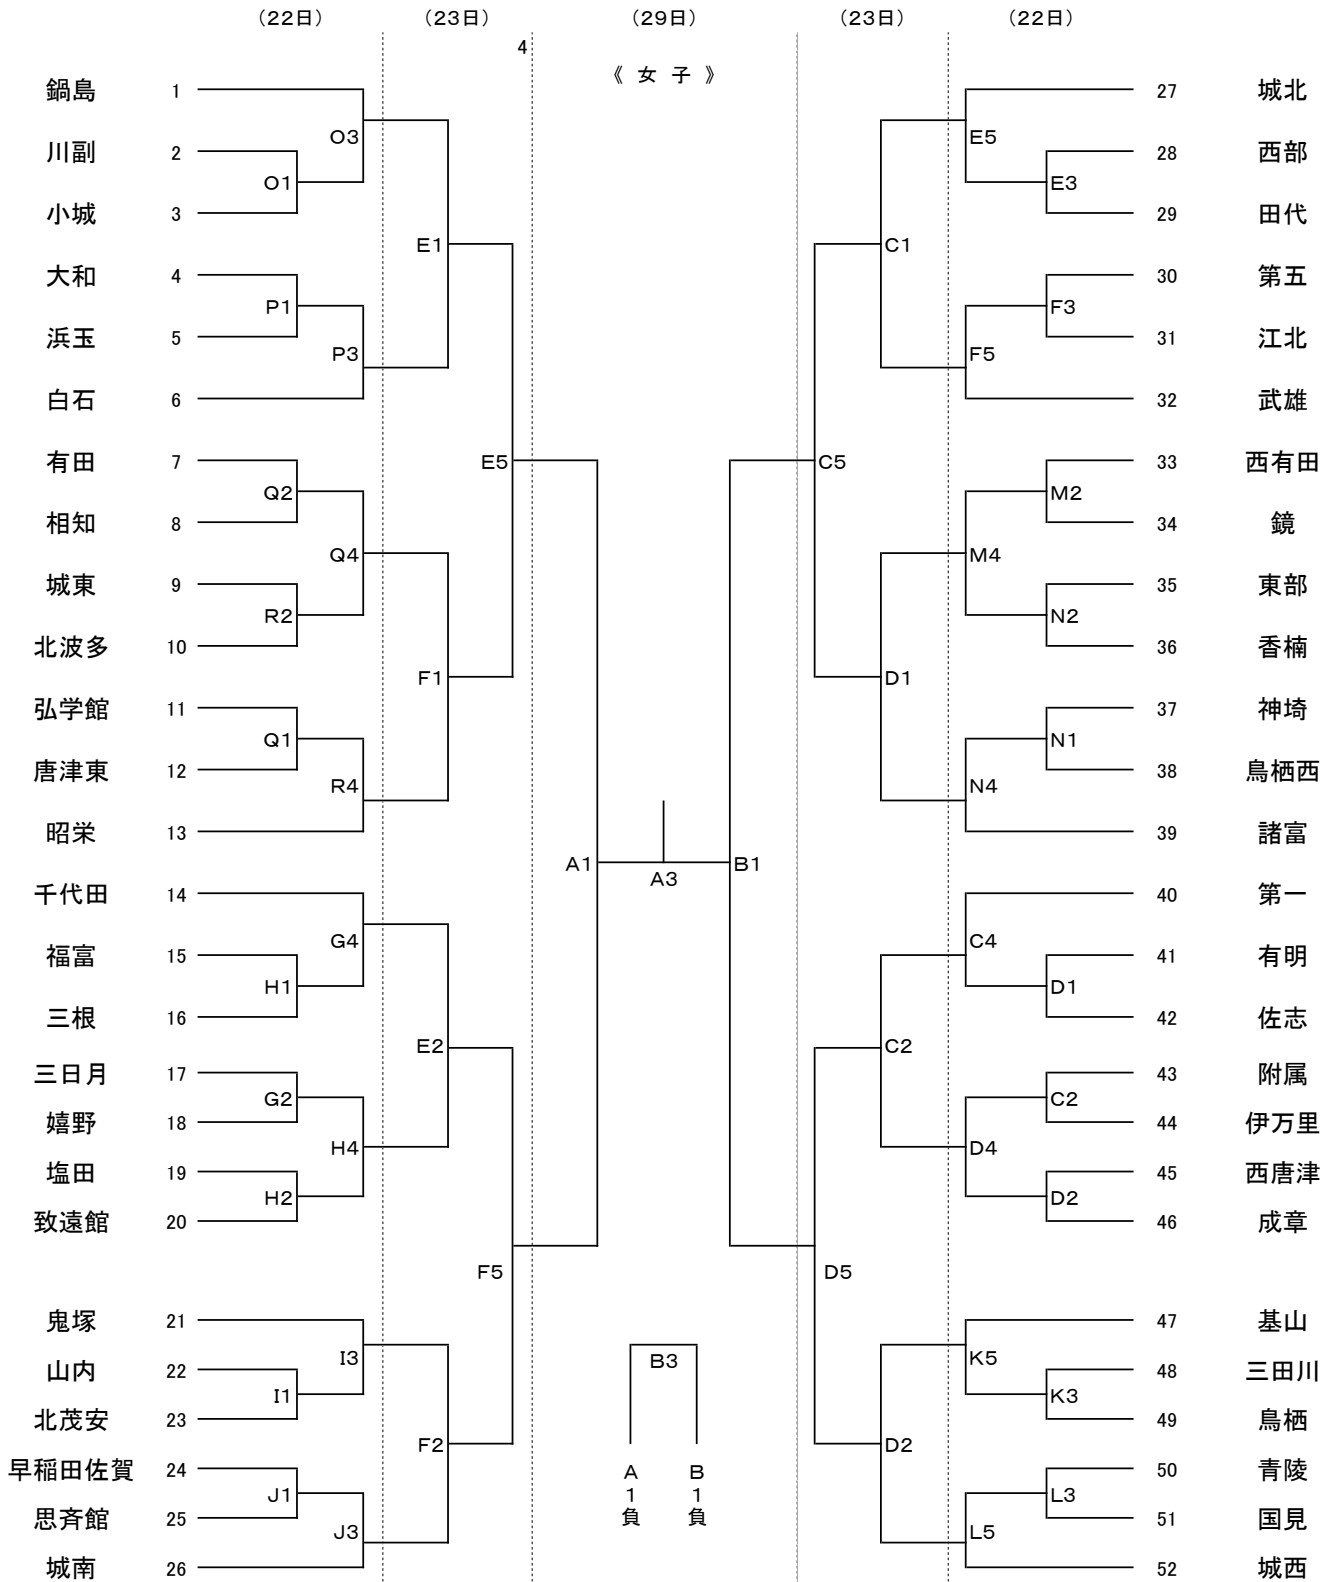 （22日） （23日） （29日） （23日） （22日）
4
《 女 子 》
鍋島 1 27 城北
O3 E5
川副 2 28 西部
O1 E3
小城 3 29 田代
E1 C1
大和 4 30 第五
P1 F3
浜玉 5 31 江北
P3 F5
白石 6 32 武雄
有田 7 E5 C5 33 西有田
Q2 M2
相知 8 34 鏡
Q4 M4
城東 9 35 東部
R2 N2
北波多 10 36 香楠
F1 D1
弘学館 11 37 神埼
Q1 N1
唐津東 12 38 鳥栖西
R4 N4
昭栄 13 39 諸富
A1 B1
A3
千代田 14 40 第一
G4 C4
福富 15 41 有明
H1 D1
三根 16 42 佐志
E2 C2
三日月 17 43 附属
G2 C2
嬉野 18 44 伊万里
H4 D4
塩田 19 45 西唐津
H2 D2
致遠館 20 46 成章
F5 D5
鬼塚 21 47 基山
I3 B3 K5
山内 22 48 三田川
I1 K3
北茂安 23 49 鳥栖
F2 D2
早稲田佐賀 24 A1負 B1負 50 青陵
J1 L3
思斉館 25 51 国見
J3 L5
城南 26 52 城西